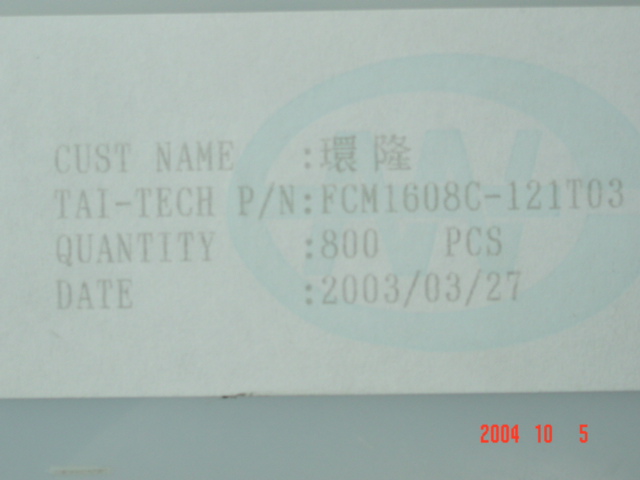 CUST NAME :環隆
TAI-TECH P/N:FCM1608C-121T03
QUANTITY :800 PCS
DATE :2003/03/27
2004 10 5